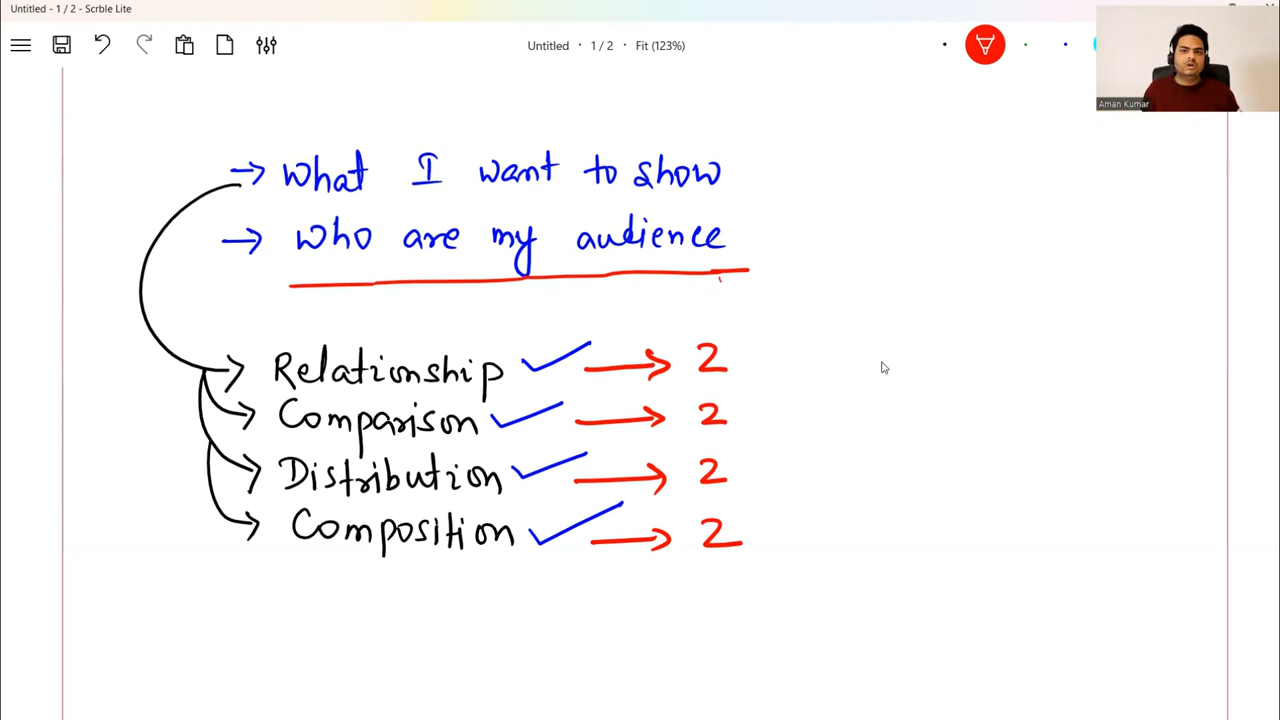 Untitled - 1 / 2 - Scrble Lite
Untitled • 1 / 2 • Fit (123%)
Aman Kumar
→ What I want to show
→ Who are my audience
→ Relationship ✓ → 2
→ Comparison ✓ → 2
→ Distribution ✓ → 2
→ Composition ✓ → 2